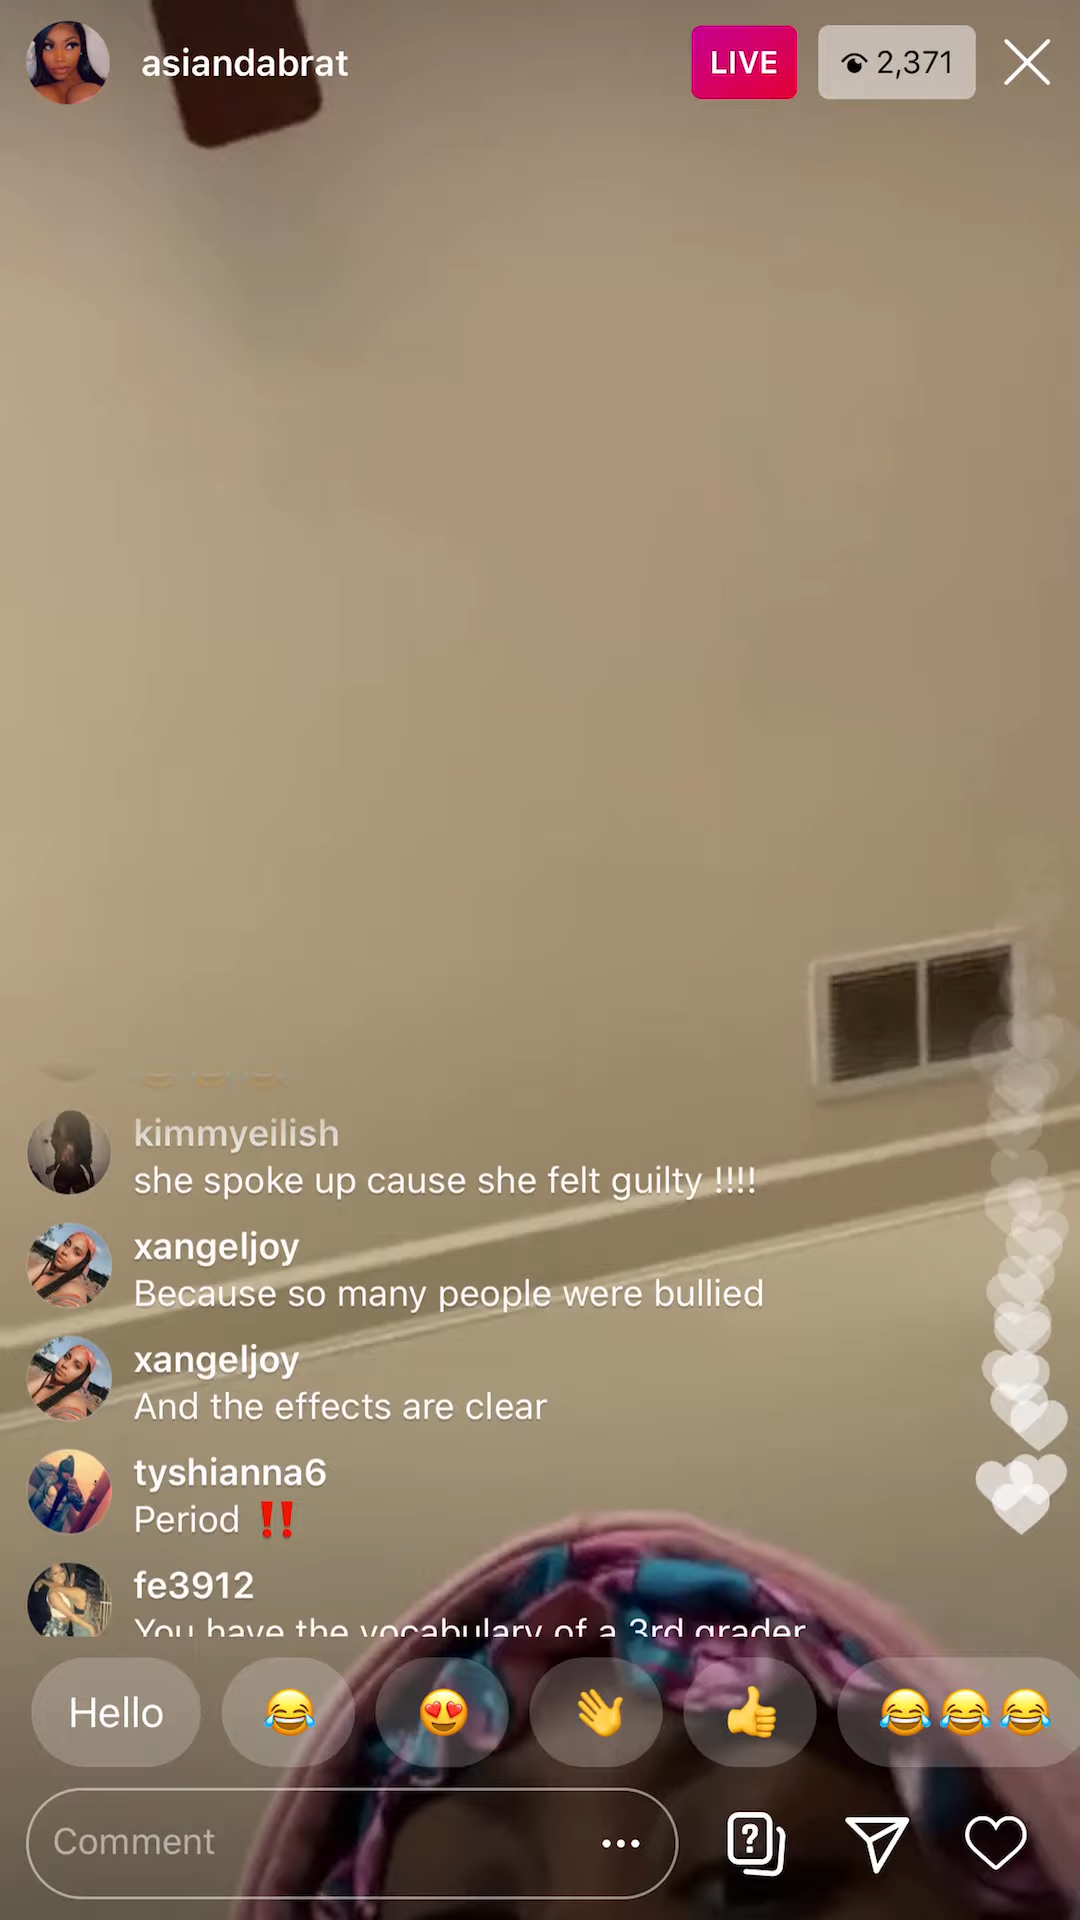 asiandabrat
LIVE
2,371
kimmyeilish
she spoke up cause she felt guilty !!!!
xangeljoy
Because so many people were bullied
xangeljoy
And the effects are clear
tyshianna6
Period ‼️
fe3912
You have the vocabulary of a 3rd grader
Hello
Comment